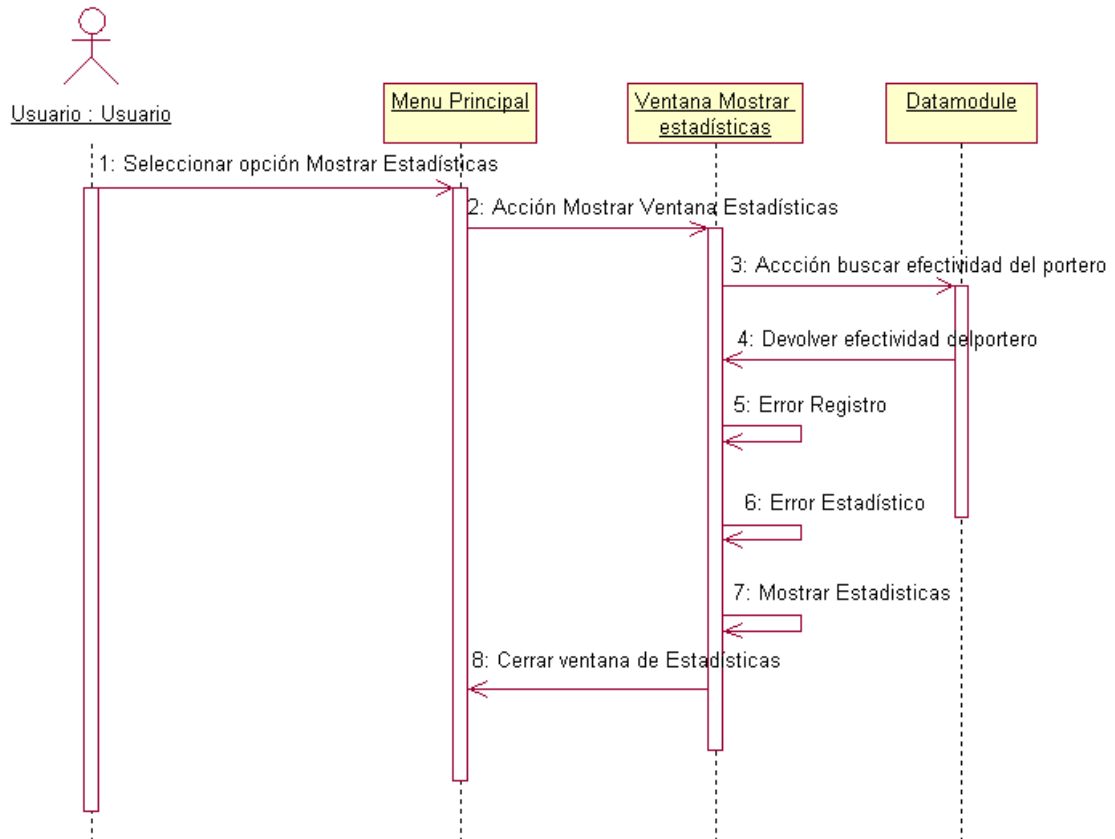 Usuario : Usuario
Menu Principal
Ventana Mostrar
estadísticas
Datamodule
1: Seleccionar opción Mostrar Estadísticas
2: Acción Mostrar Ventana Estadísticas
3: Accción buscar efectividad del portero
4: Devolver efectividad delportero
5: Error Registro
6: Error Estadístico
7: Mostrar Estadisticas
8: Cerrar ventana de Estadísticas